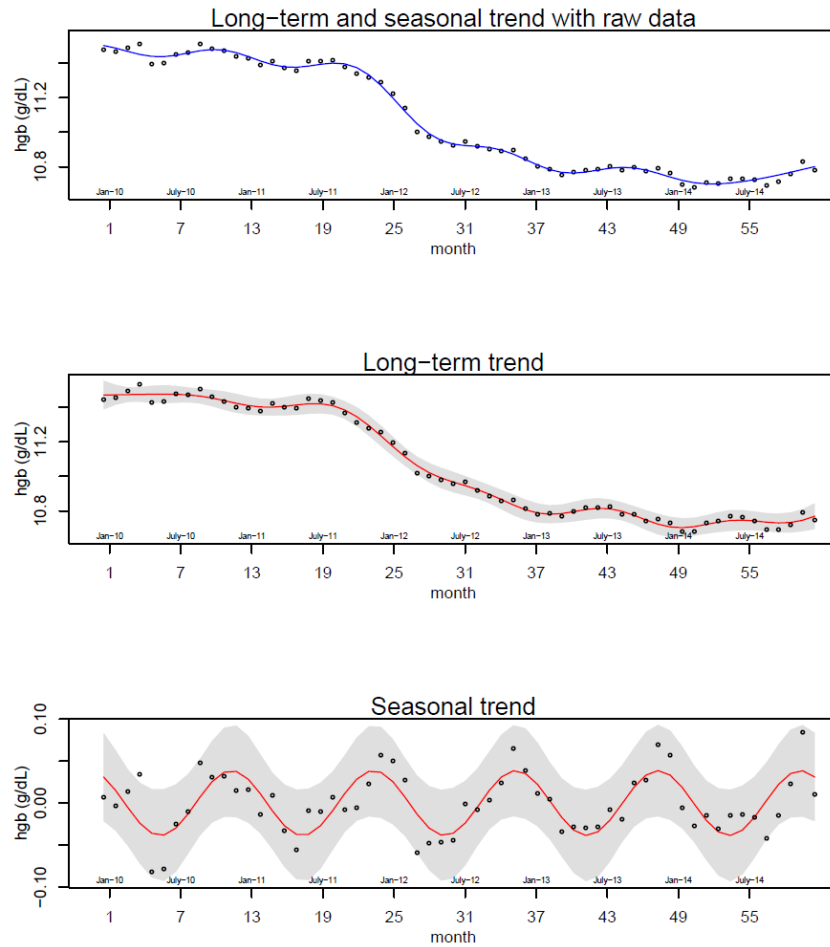 Long−term and seasonal trend with raw data
hgb (g/dL)
11.2
10.8
Jan−10 July−10 Jan−11 July−11 Jan−12 July−12 Jan−13 July−13 Jan−14 July−14
1 7 13 19 25 31 37 43 49 55
month
Long−term trend
hgb (g/dL)
11.2
10.8
Jan−10 July−10 Jan−11 July−11 Jan−12 July−12 Jan−13 July−13 Jan−14 July−14
1 7 13 19 25 31 37 43 49 55
month
Seasonal trend
hgb (g/dL)
0.10
0.00
−0.10
Jan−10 July−10 Jan−11 July−11 Jan−12 July−12 Jan−13 July−13 Jan−14 July−14
1 7 13 19 25 31 37 43 49 55
month